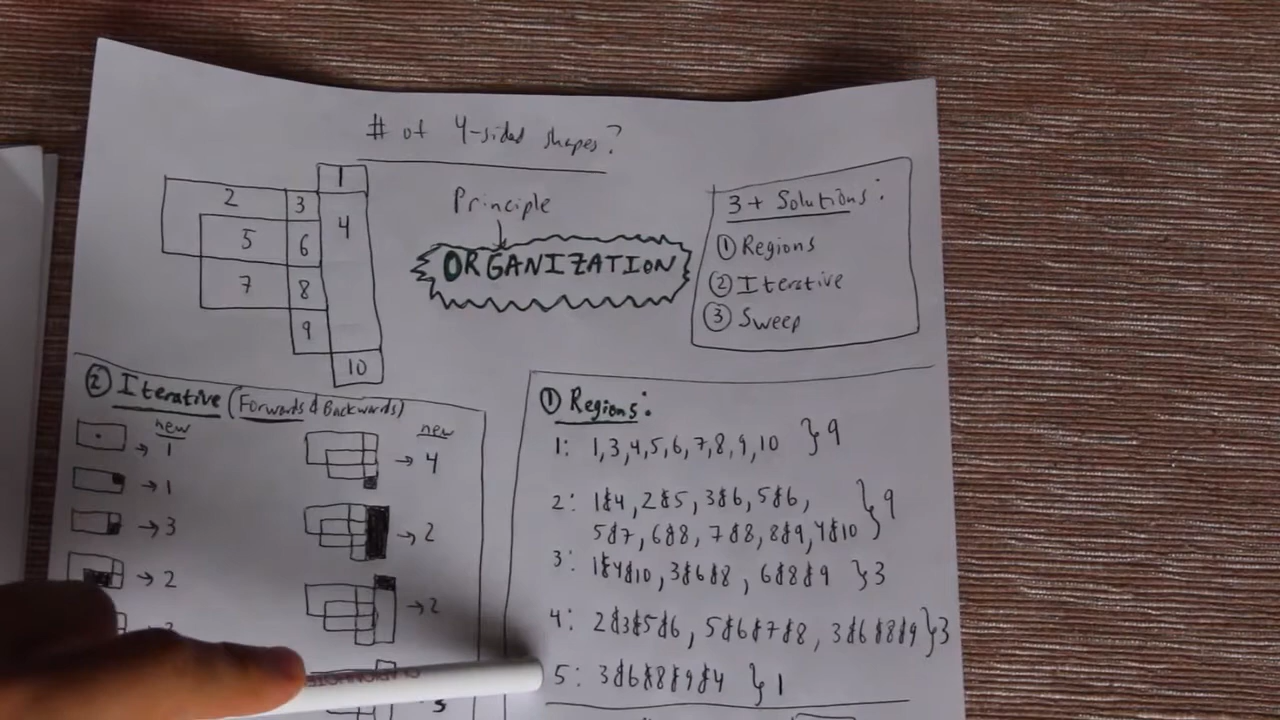 # of 4-sided shapes?
1
2
3
4
5
6
7
8
9
10
Principle
ORGANIZATION
3+ Solutions:
① Regions
② Iterative
③ Sweep
② Iterative (Forwards & Backwards)
new
→ 1
→ 1
→ 3
→ 2
new
→ 4
→ 2
→ 2
① Regions:
1: 1,3,4,5,6,7,8,9,10 } 9
2: 1&4, 2&5, 3&6, 5&6,
5&7, 6&8, 7&8, 8&9, 4&10 } 9
3: 1&4&10, 3&6&8, 6&8&9 } 3
4: 2&3&5&6, 5&6&7&8, 3&6&8&9 } 3
5: 3&6&8&9&4 } 1